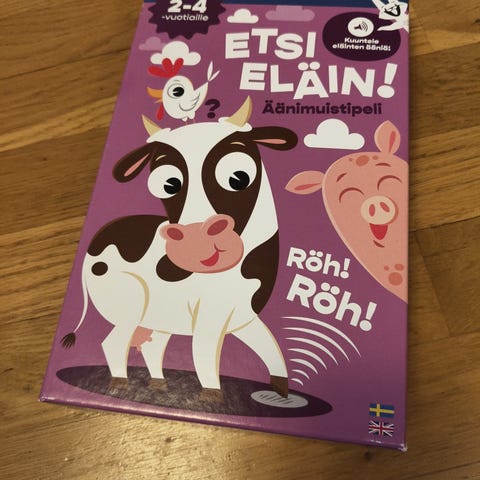 2-4
-vuotiaille
Kuuntele
eläinten ääniä!
ETSI
ELÄIN!
Äänimuistipeli
?
Röh!
Röh!